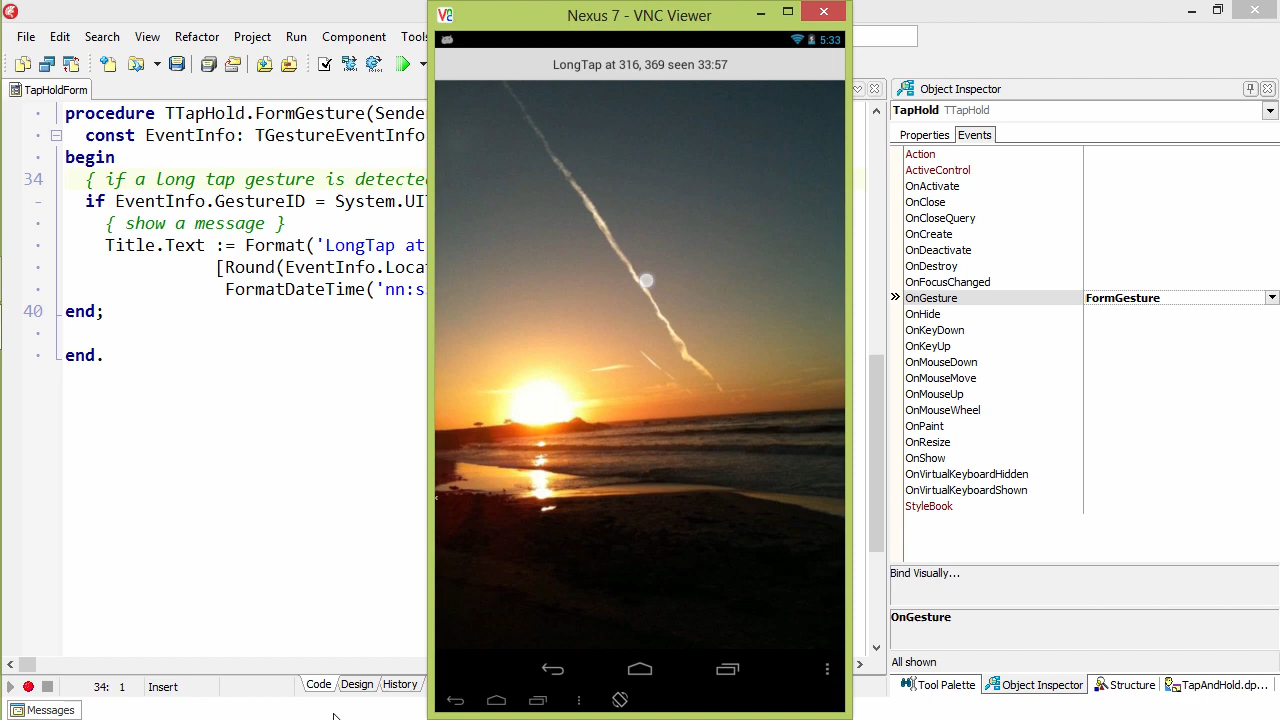 Nexus 7 - VNC Viewer
File Edit Search View Refactor Project Run Component Tools
5:33
LongTap at 316, 369 seen 33:57
TapHoldForm
procedure TTapHold.FormGesture(Sende
const EventInfo: TGestureEventInfo
begin
34 { if a long tap gesture is detected
if EventInfo.GestureID = System.UIT
{ show a message }
Title.Text := Format('LongTap at
[Round(EventInfo.Loca
FormatDateTime('nn:s
40 end;
end.
34: 1 Insert Code Design History
Messages
Object Inspector
TapHold TTapHold
Properties Events
Action
ActiveControl
OnActivate
OnClose
OnCloseQuery
OnCreate
OnDeactivate
OnDestroy
OnFocusChanged
OnGesture FormGesture
OnHide
OnKeyDown
OnKeyUp
OnMouseDown
OnMouseMove
OnMouseUp
OnMouseWheel
OnPaint
OnResize
OnShow
OnVirtualKeyboardHidden
OnVirtualKeyboardShown
StyleBook
Bind Visually...
OnGesture
All shown
Tool Palette Object Inspector Structure TapAndHold.dp...